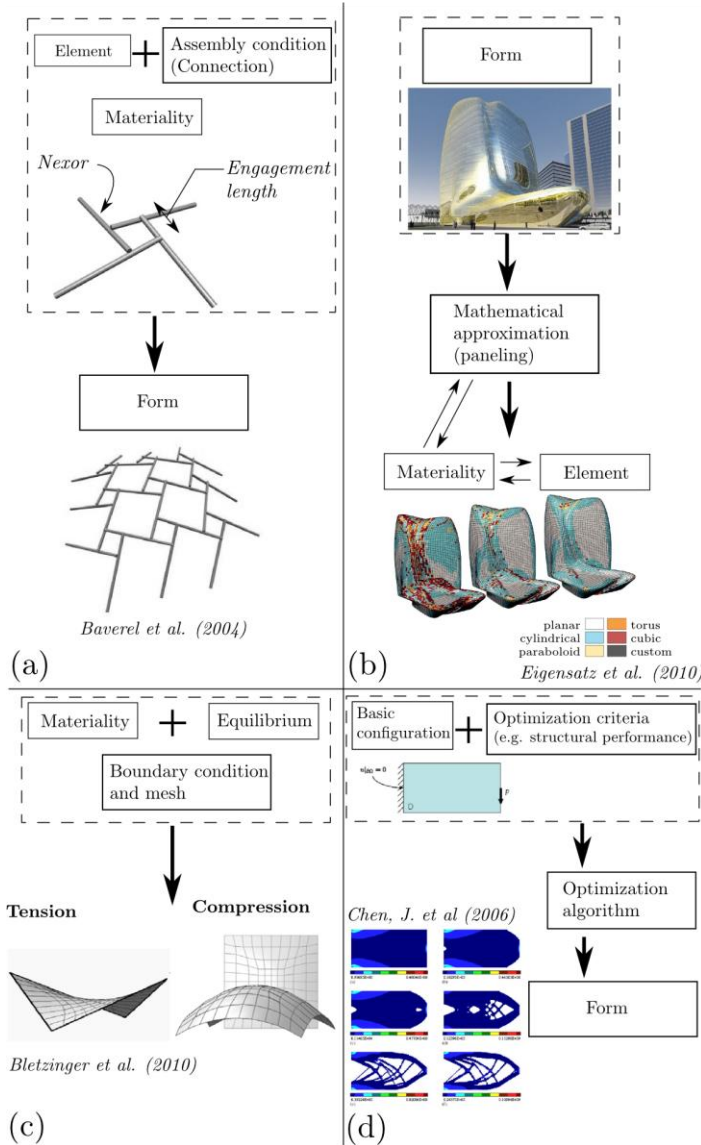 Element + Assembly condition
(Connection)
Materiality
Nexor
Engagement
length
Form
Baverel et al. (2004)
(a)
Form
Mathematical
approximation
(paneling)
Materiality
Element
planar
torus
cylindrical
cubic
paraboloid
custom
Eigensatz et al. (2010)
(b)
Materiality + Equilibrium
Boundary condition
and mesh
Tension
Compression
Bletzinger et al. (2010)
(c)
Basic
configuration
+
Optimization criteria
(e.g. structural performance)
D
p
Optimization
algorithm
Chen, J. et al (2006)
Form
(d)